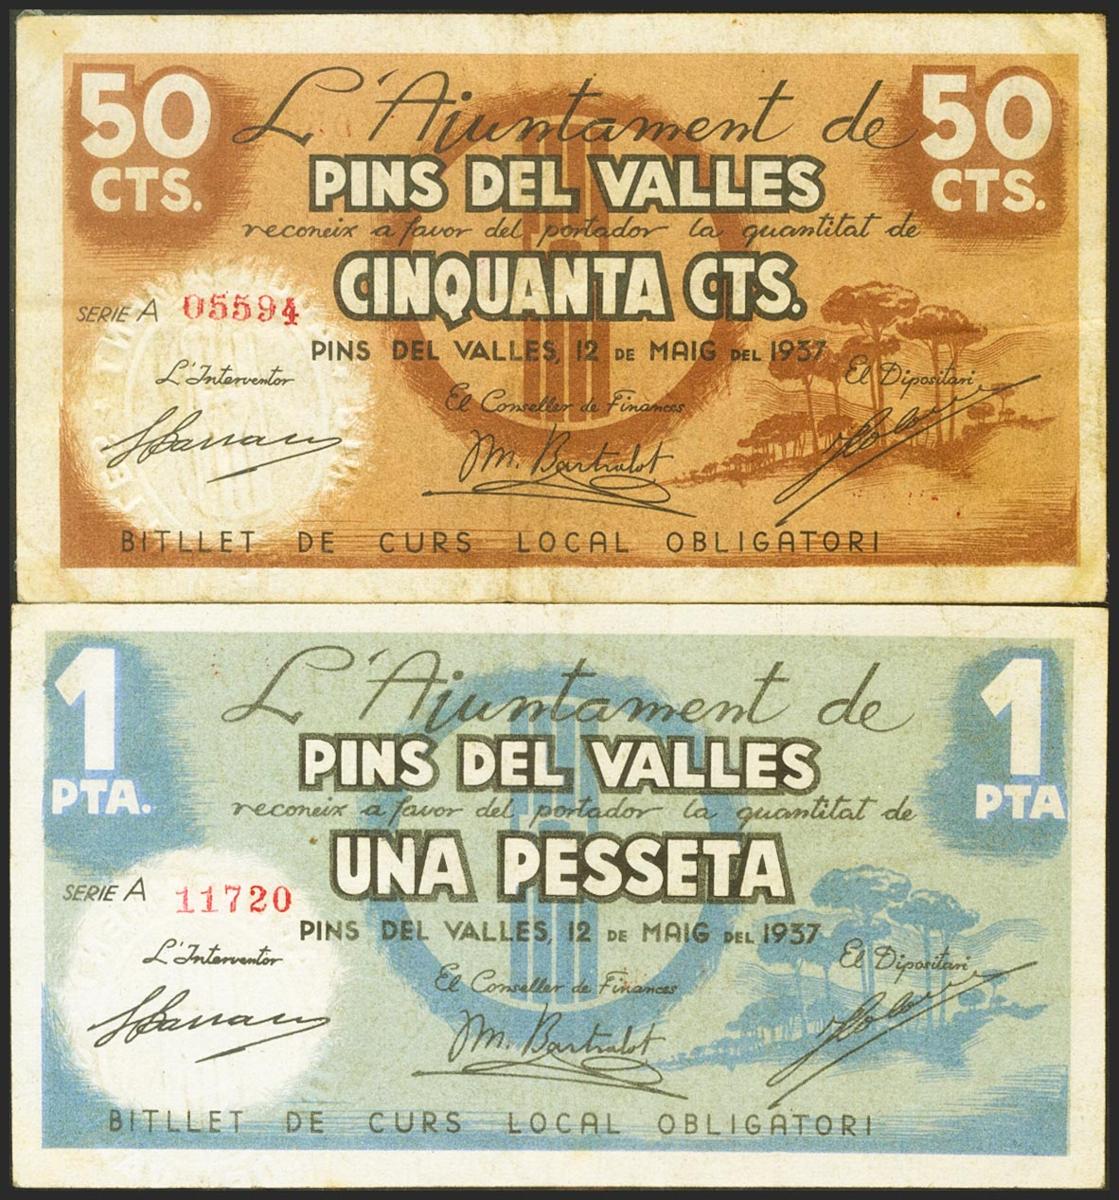 50 CTS.
L'Ajuntament de
50 CTS.
PINS DEL VALLES
reconeix a favor del portador la quantitat de
CINQUANTA CTS.
SERIE A 05594
PINS DEL VALLES, 12 DE MAIG DEL 1937
L'Interventor
El Conseller de Finances
El Dipositari
M. Bartralot
BITLLET DE CURS LOCAL OBLIGATORI
1 PTA.
L'Ajuntament de
1 PTA
PINS DEL VALLES
reconeix a favor del portador la quantitat de
UNA PESSETA
SERIE A 11720
PINS DEL VALLES, 12 DE MAIG DEL 1937
L'Interventor
El Conseller de Finances
El Dipositari
M. Bartralot
BITLLET DE CURS LOCAL OBLIGATORI